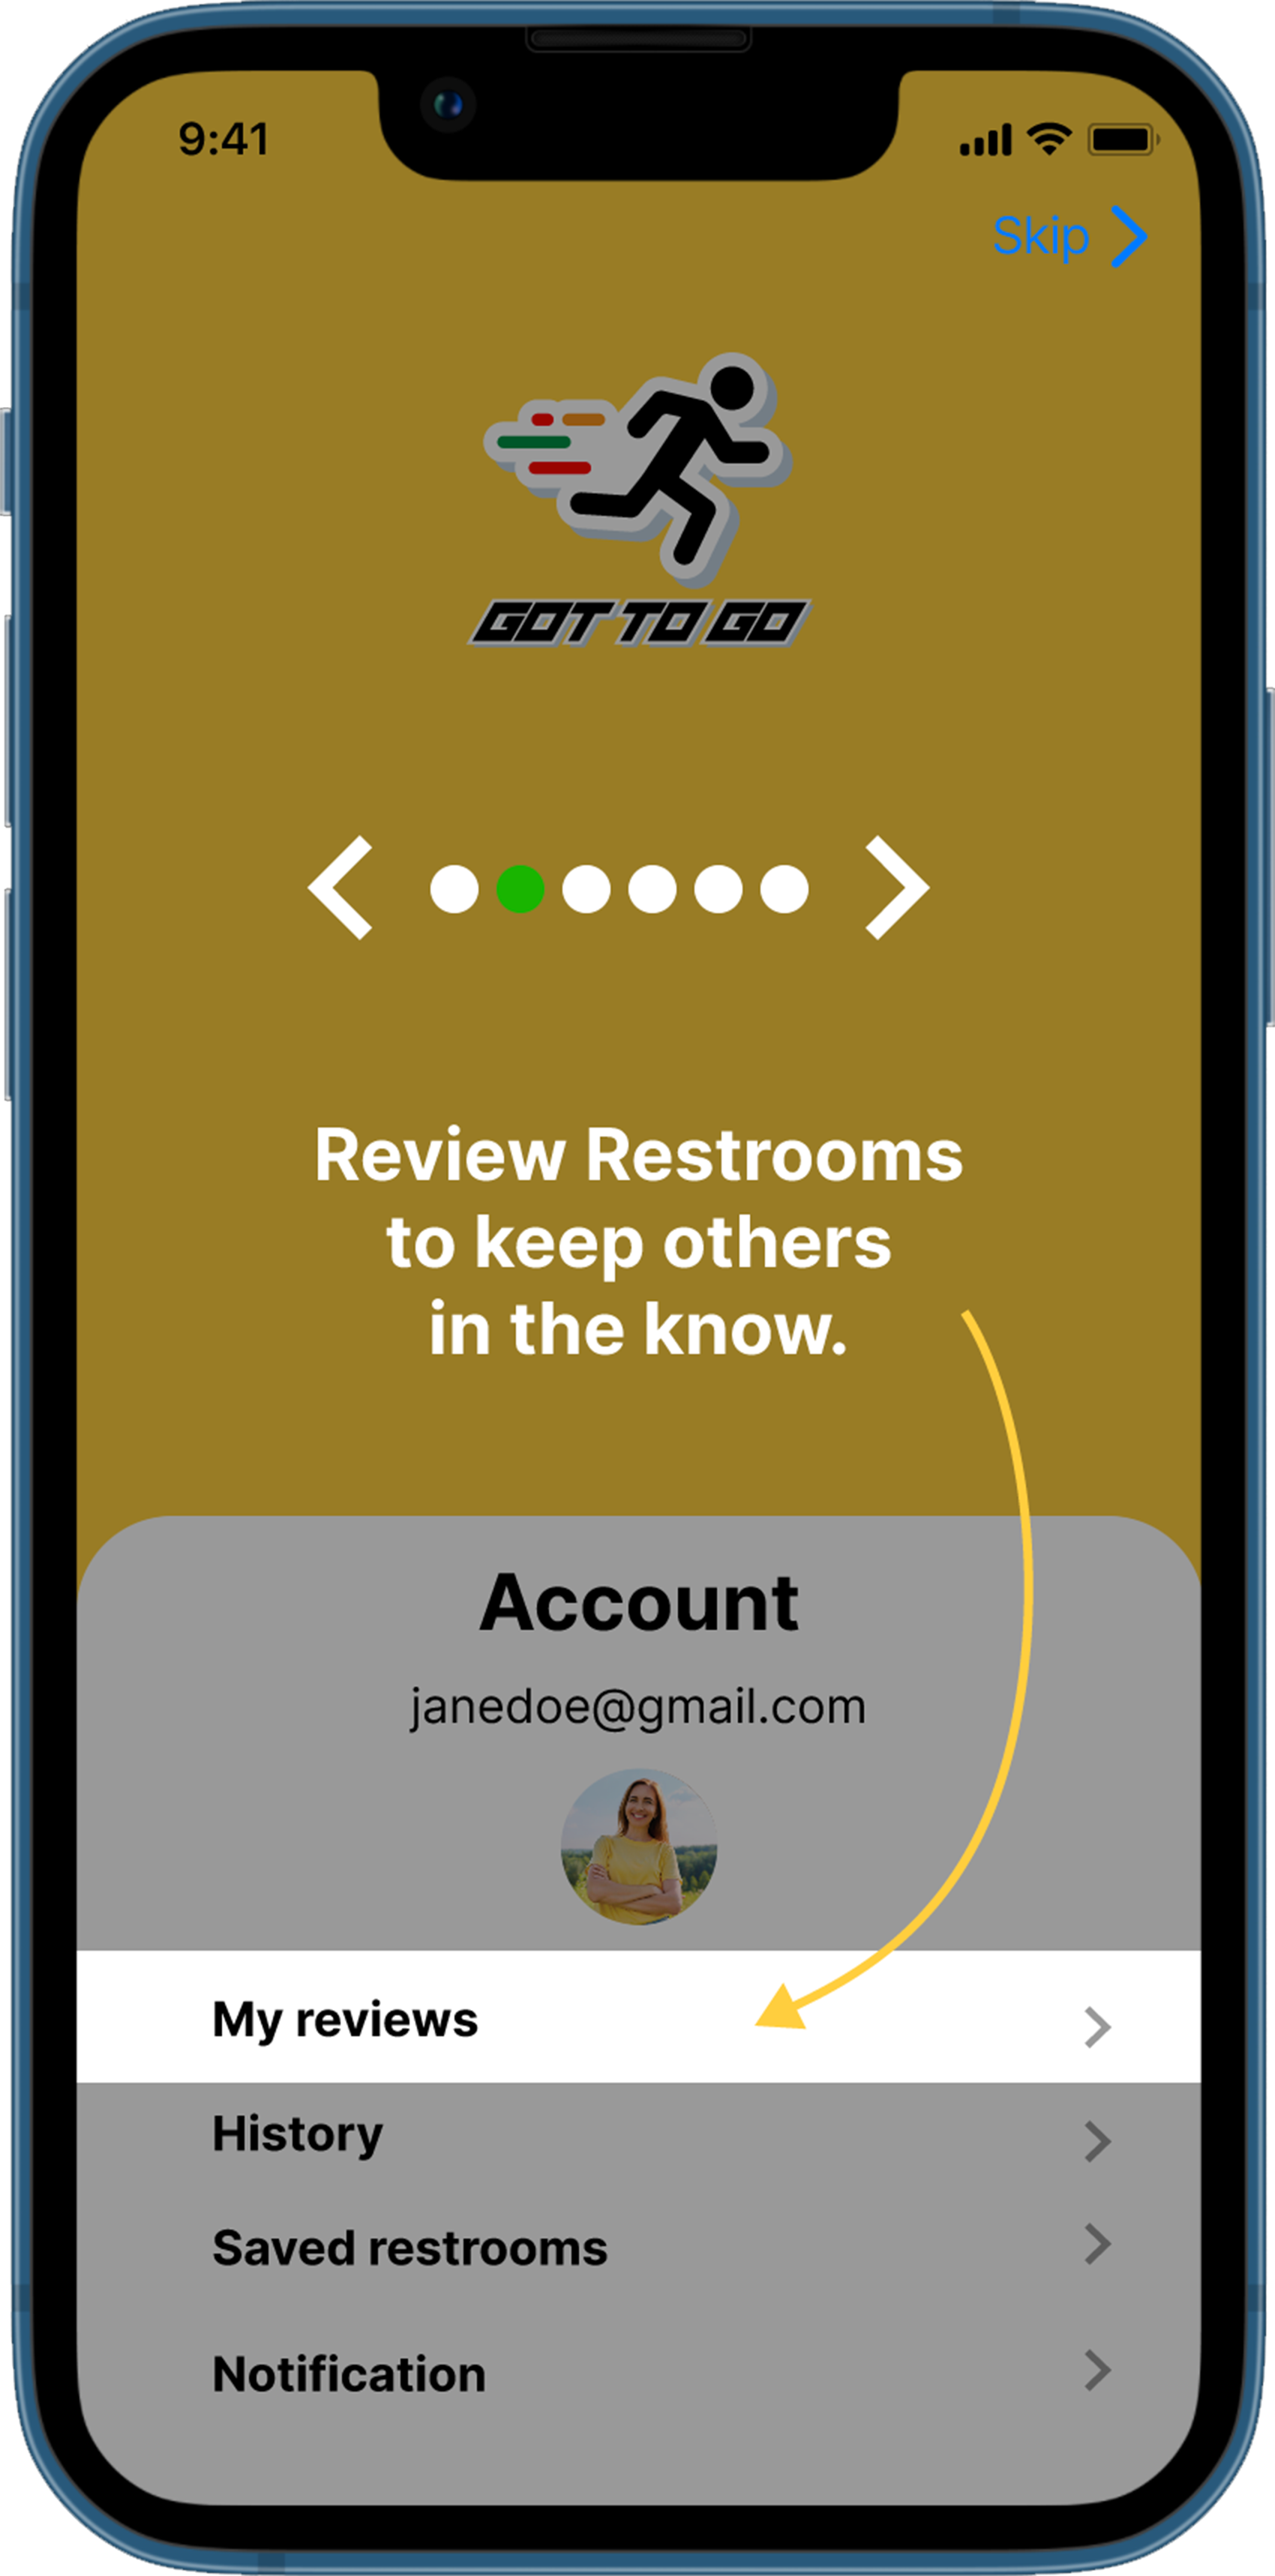 9:41
Skip
GOT TO GO
Review Restrooms
to keep others
in the know.
Account
janedoe@gmail.com
My reviews
History
Saved restrooms
Notification